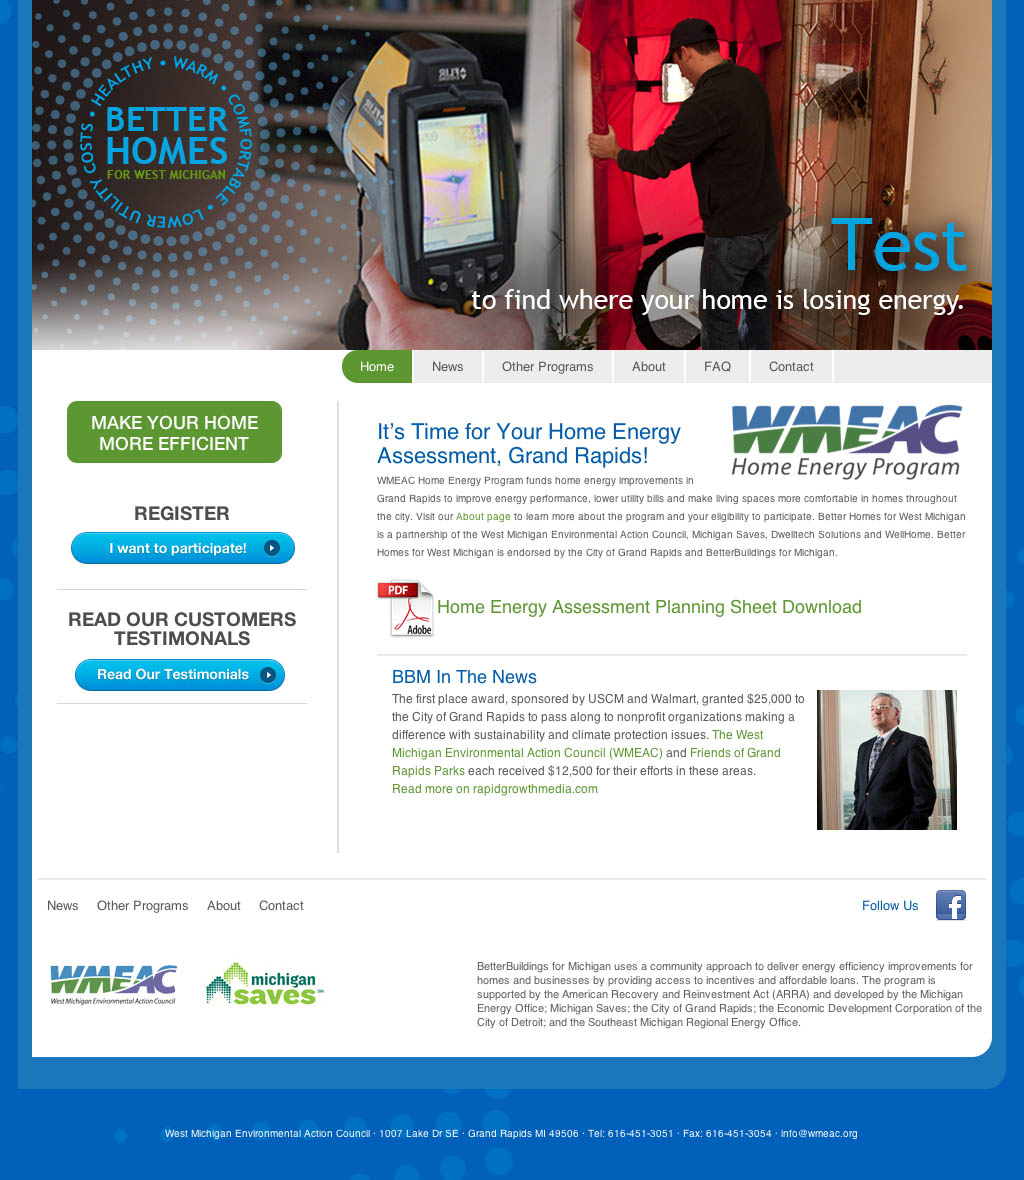 • HEALTHY • WARM • COMFORTABLE • LOWER UTILITY COSTS
BETTER
HOMES
FOR WEST MICHIGAN
FLIR
Test
to find where your home is losing energy.
Home News Other Programs About FAQ Contact
MAKE YOUR HOME
MORE EFFICIENT
REGISTER
I want to participate!
READ OUR CUSTOMERS
TESTIMONALS
Read Our Testimonials
WMEAC
Home Energy Program
It's Time for Your Home Energy
Assessment, Grand Rapids!
WMEAC Home Energy Program funds home energy improvements in
Grand Rapids to improve energy performance, lower utility bills and make living spaces more comfortable in homes throughout
the city. Visit our About page to learn more about the program and your eligibility to participate. Better Homes for West Michigan
is a partnership of the West Michigan Environmental Action Council, Michigan Saves, Dwelltech Solutions and WellHome. Better
Homes for West Michigan is endorsed by the City of Grand Rapids and BetterBuildings for Michigan.
PDF
Adobe
Home Energy Assessment Planning Sheet Download
BBM In The News
The first place award, sponsored by USCM and Walmart, granted $25,000 to
the City of Grand Rapids to pass along to nonprofit organizations making a
difference with sustainability and climate protection issues. The West
Michigan Environmental Action Council (WMEAC) and Friends of Grand
Rapids Parks each received $12,500 for their efforts in these areas.
Read more on rapidgrowthmedia.com
News Other Programs About Contact
Follow Us
f
WMEAC
West Michigan Environmental Action Council
michigan
saves℠
BetterBuildings for Michigan uses a community approach to deliver energy efficiency improvements for
homes and businesses by providing access to incentives and affordable loans. The program is
supported by the American Recovery and Reinvestment Act (ARRA) and developed by the Michigan
Energy Office; Michigan Saves; the City of Grand Rapids; the Economic Development Corporation of the
City of Detroit; and the Southeast Michigan Regional Energy Office.
West Michigan Environmental Action Council · 1007 Lake Dr SE · Grand Rapids MI 49506 · Tel: 616-451-3051 · Fax: 616-451-3054 · info@wmeac.org